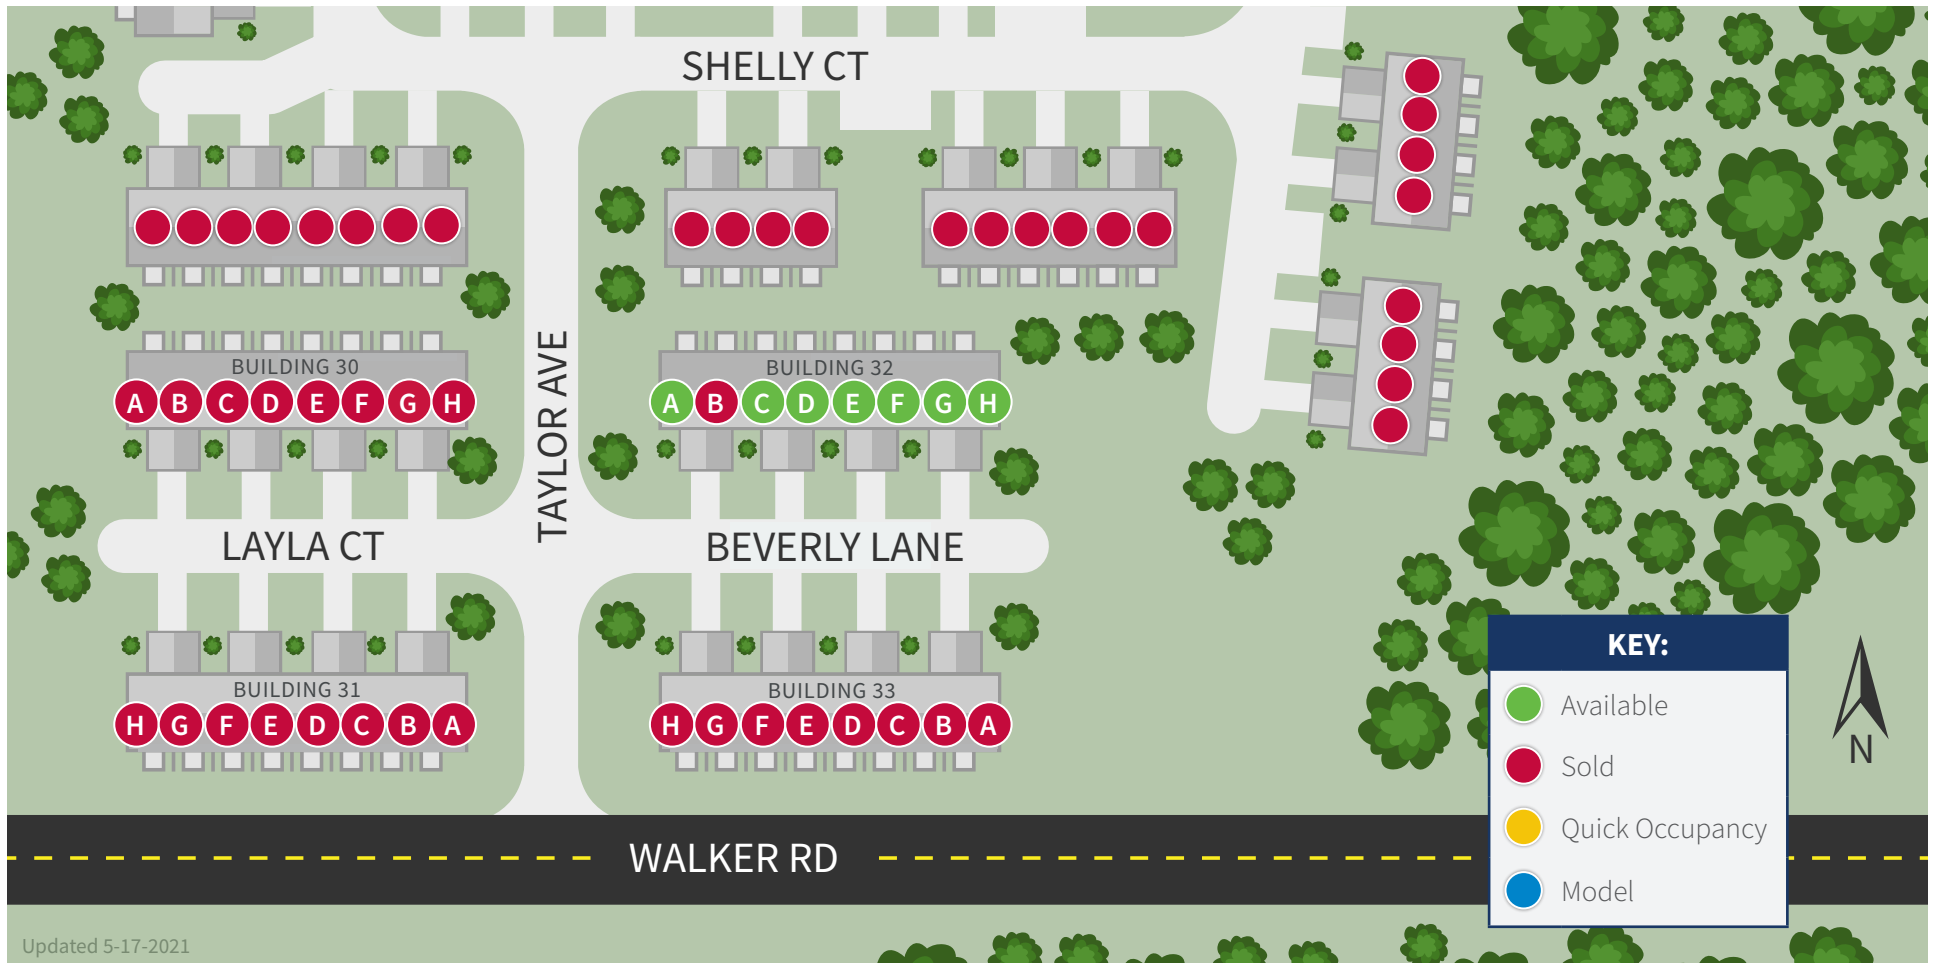 SHELLY CT
TAYLOR AVE
BUILDING 30
A B C D E F G H
BUILDING 32
A B C D E F G H
LAYLA CT
BEVERLY LANE
BUILDING 31
H G F E D C B A
BUILDING 33
H G F E D C B A
KEY:
Available
Sold
Quick Occupancy
Model
N
WALKER RD
Updated 5-17-2021